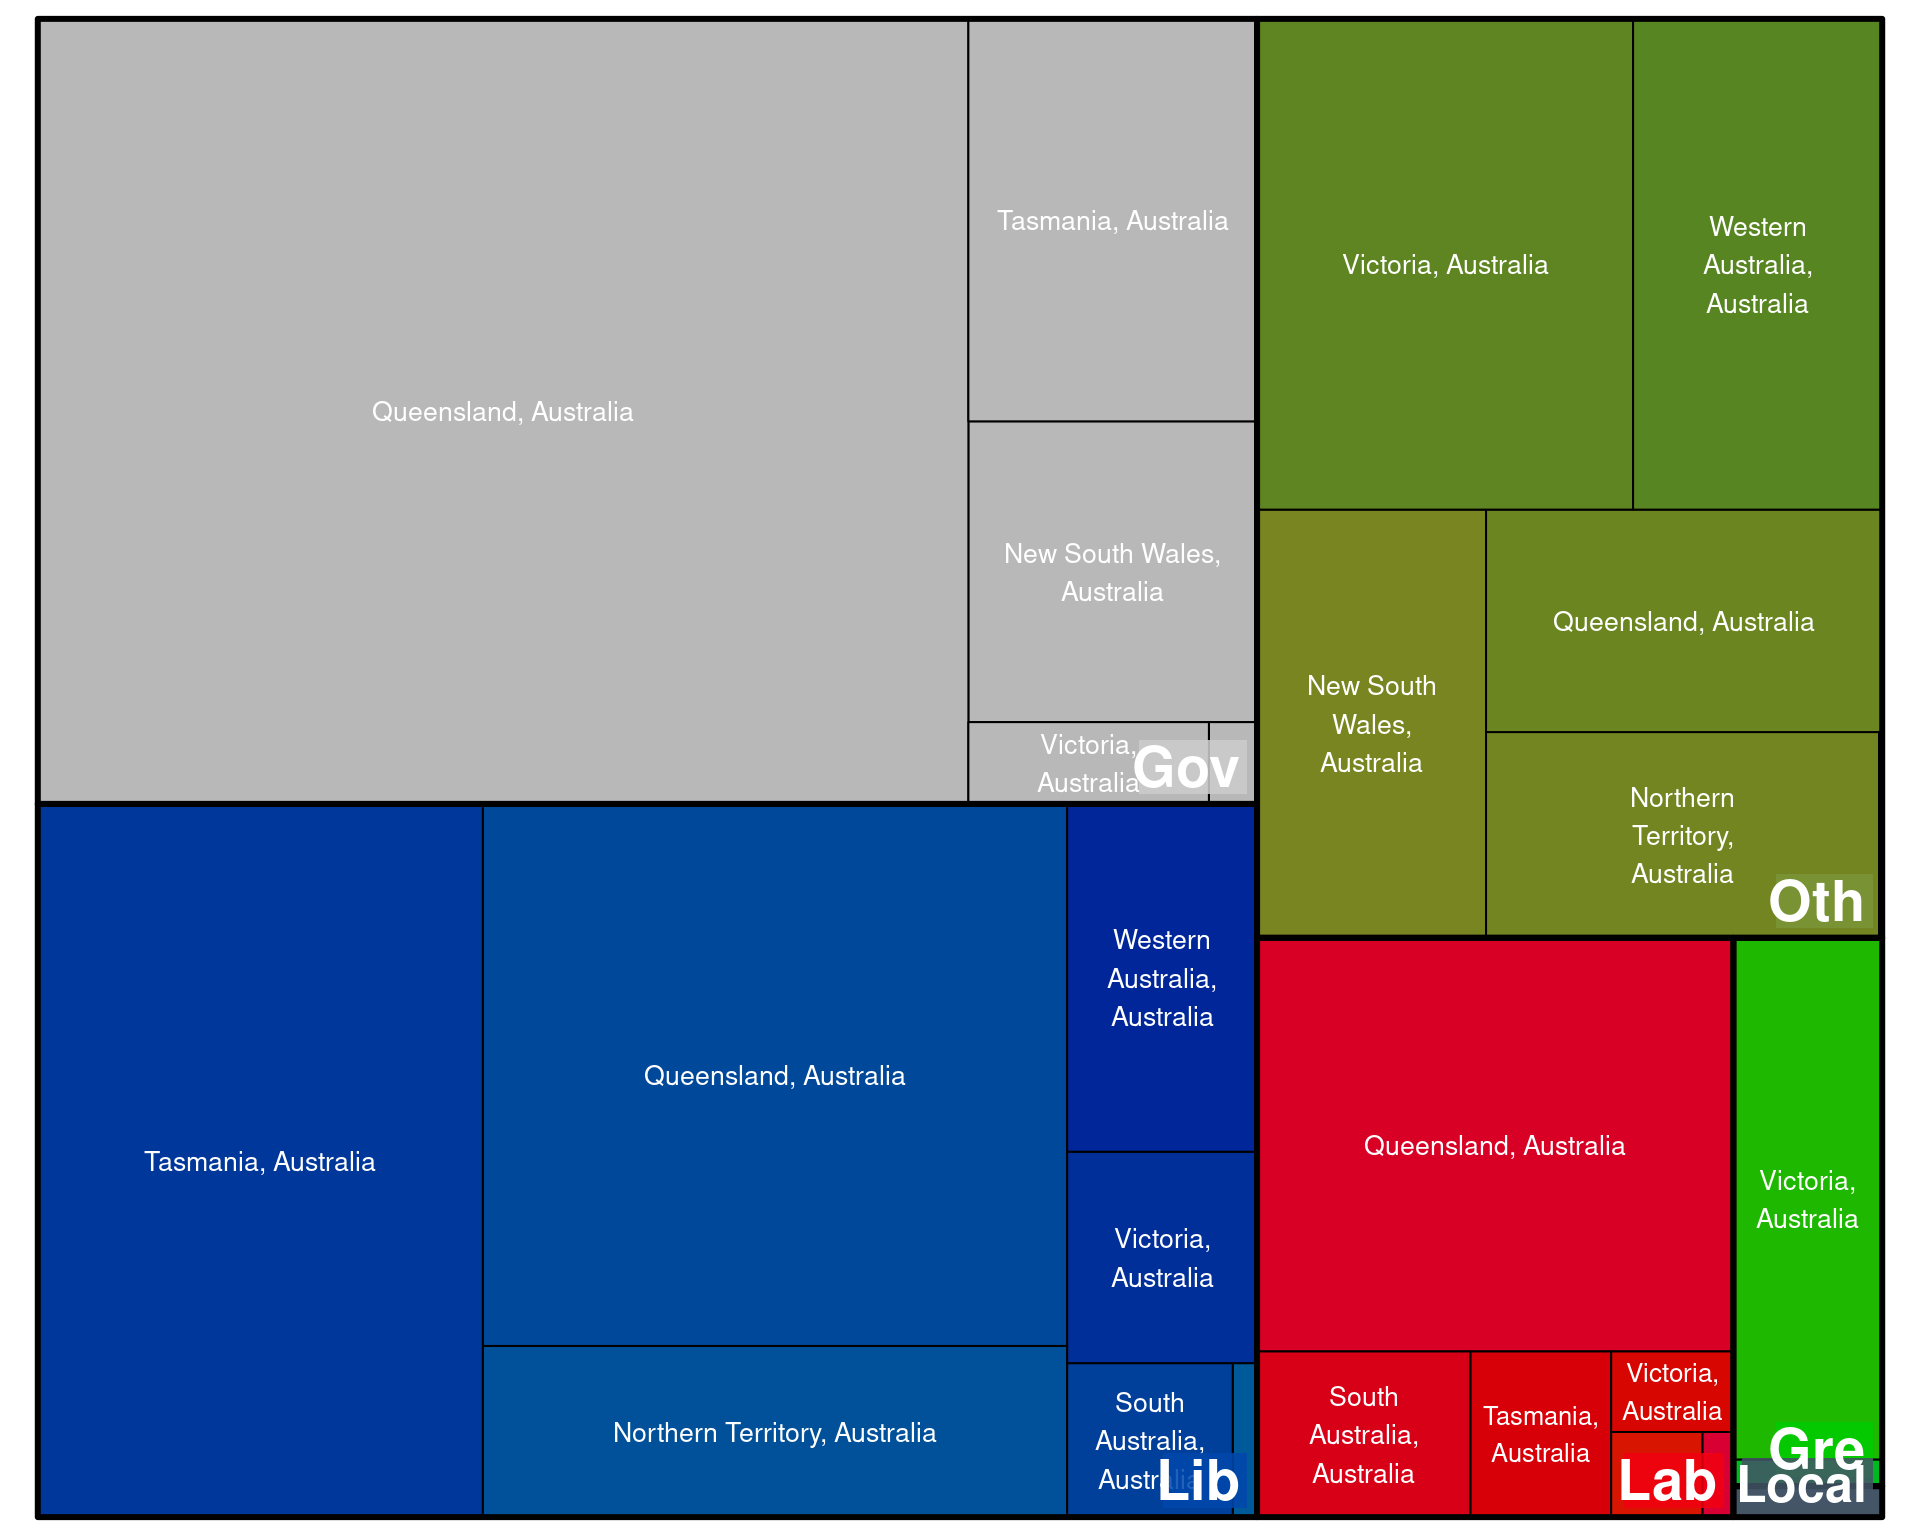 Queensland, Australia
Tasmania, Australia
New South Wales,
Australia
Victoria,
Australia
Gov
Victoria, Australia
Western
Australia,
Australia
New South
Wales,
Australia
Queensland, Australia
Northern
Territory,
Australia
Oth
Tasmania, Australia
Queensland, Australia
Northern Territory, Australia
Western
Australia,
Australia
Victoria,
Australia
South
Australia,
Australia
Lib
Queensland, Australia
South
Australia,
Australia
Tasmania,
Australia
Victoria,
Australia
Lab
Victoria,
Australia
Gre
Local